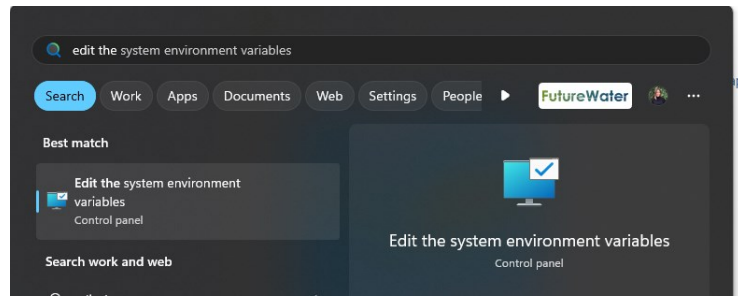 edit the system environment variables
Search Work Apps Documents Web Settings People FutureWater ...
Best match
Edit the system environment
variables
Control panel
Edit the system environment variables
Control panel
Search work and web